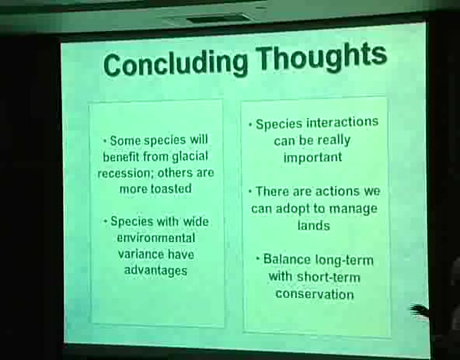 Concluding Thoughts
• Some species will
benefit from glacial
recession; others are
more toasted
• Species with wide
environmental
variance have
advantages
• Species interactions
can be really
important
• There are actions we
can adopt to manage
lands
• Balance long-term
with short-term
conservation